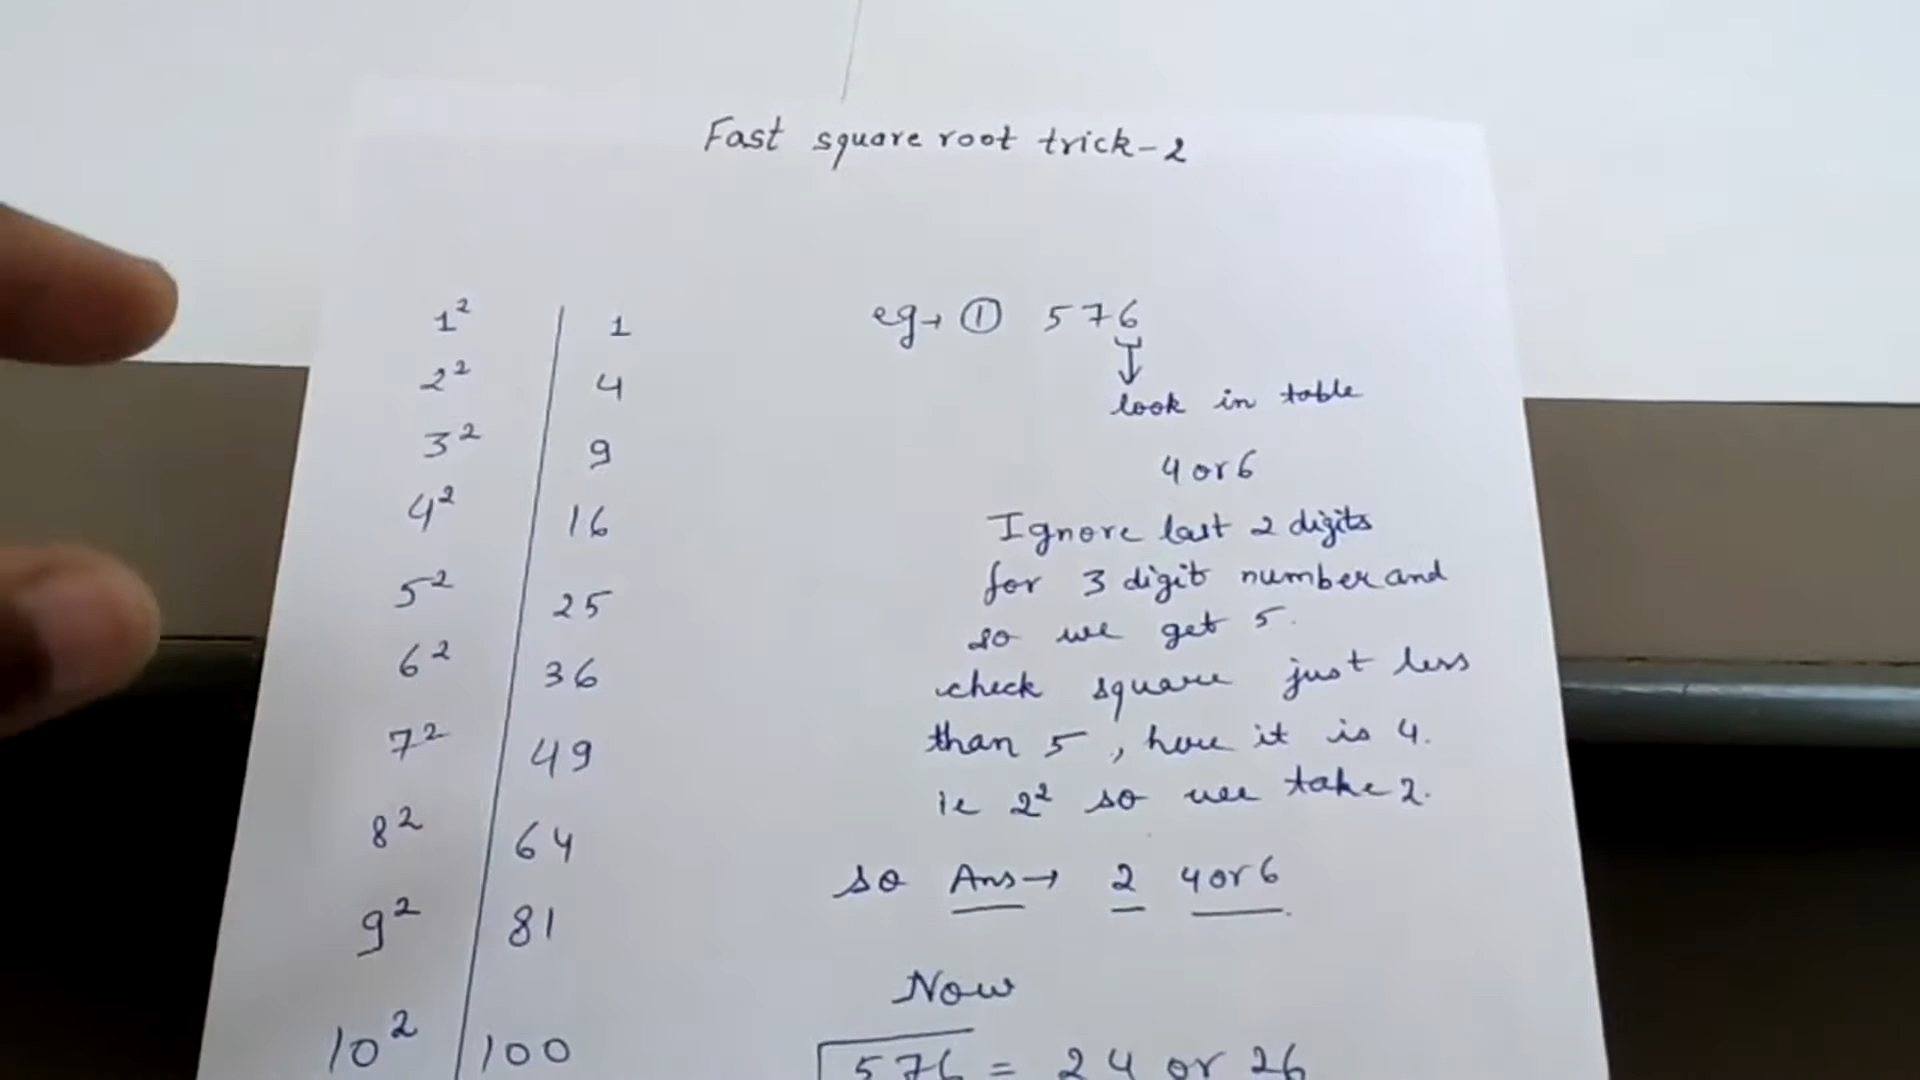 Fast square root trick-2
1² | 1
2² | 4
3² | 9
4² | 16
5² | 25
6² | 36
7² | 49
8² | 64
9² | 81
10² | 100
eg→ ① 576
look in table
4 or 6
Ignore last 2 digits
for 3 digit number and
so we get 5.
check square just less
than 5, here it is 4.
ie 2² so we take 2.
so Ans→ 2 4 or 6
Now
√576 = 24 or 26